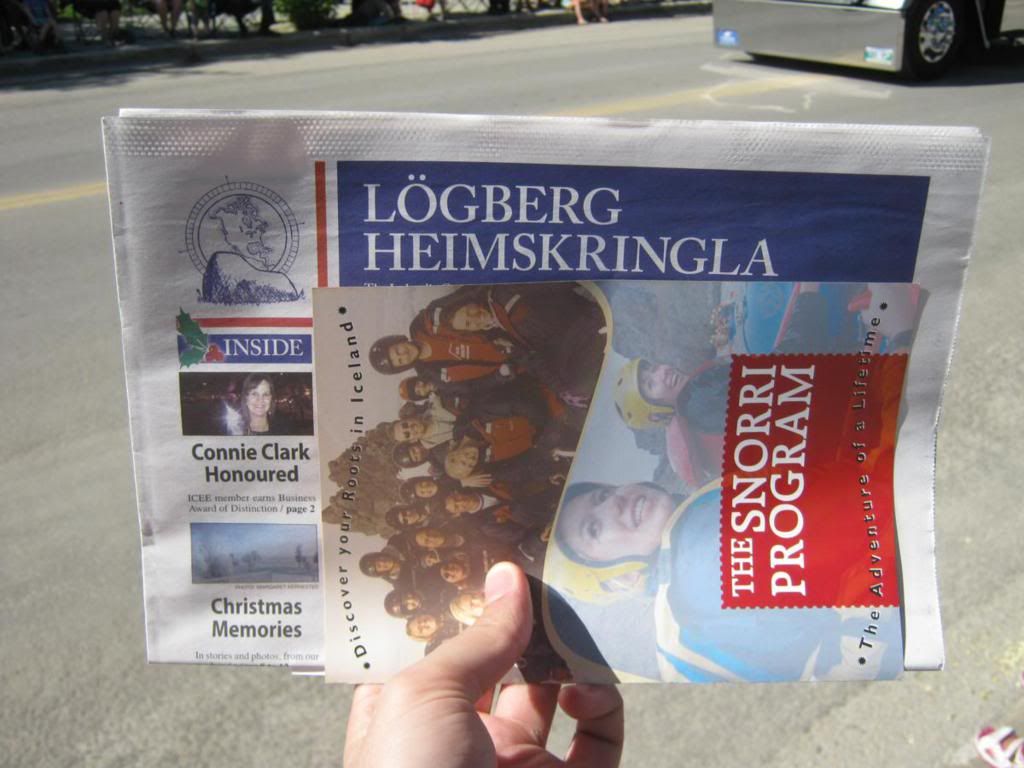 LÖGBERG
HEIMSKRINGLA
INSIDE
Connie Clark
Honoured
ICEE member earns Business
Award of Distinction / page 2
Christmas
Memories
In stories and photos, from our
•Discover your Roots in Iceland•
THE SNORRI
PROGRAM
•The Adventure of a Lifetime•